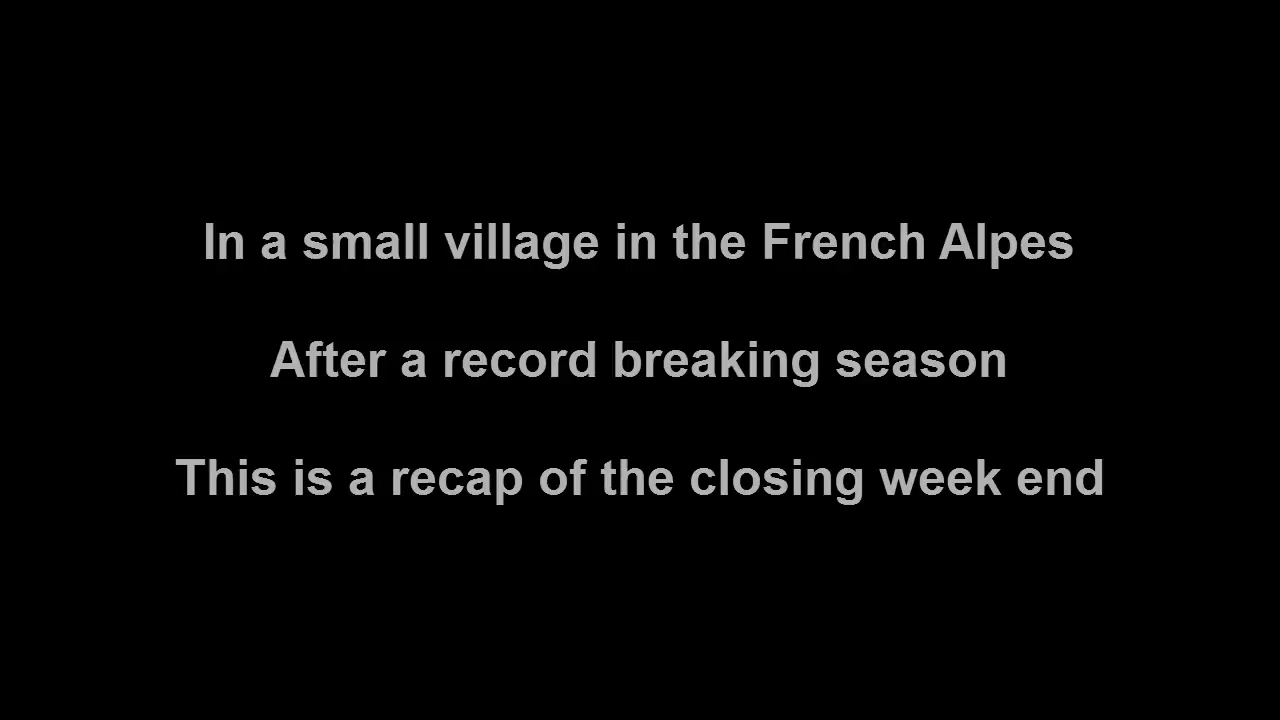 In a small village in the French Alpes
After a record breaking season
This is a recap of the closing week end